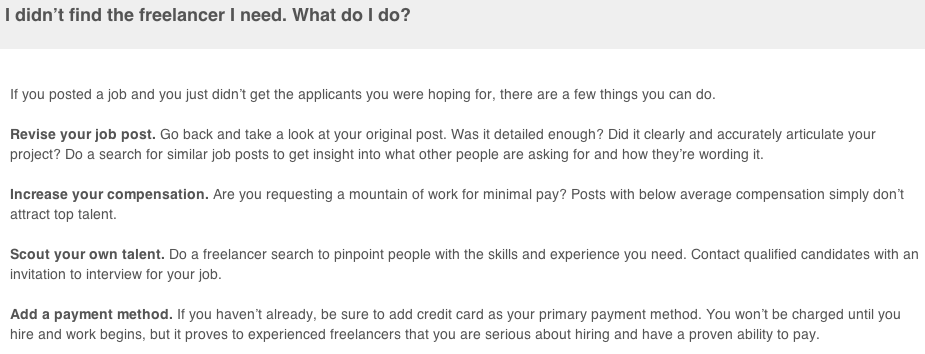 I didn’t find the freelancer I need. What do I do?
If you posted a job and you just didn’t get the applicants you were hoping for, there are a few things you can do.
Revise your job post. Go back and take a look at your original post. Was it detailed enough? Did it clearly and accurately articulate your
project? Do a search for similar job posts to get insight into what other people are asking for and how they’re wording it.
Increase your compensation. Are you requesting a mountain of work for minimal pay? Posts with below average compensation simply don’t
attract top talent.
Scout your own talent. Do a freelancer search to pinpoint people with the skills and experience you need. Contact qualified candidates with an
invitation to interview for your job.
Add a payment method. If you haven’t already, be sure to add credit card as your primary payment method. You won’t be charged until you
hire and work begins, but it proves to experienced freelancers that you are serious about hiring and have a proven ability to pay.